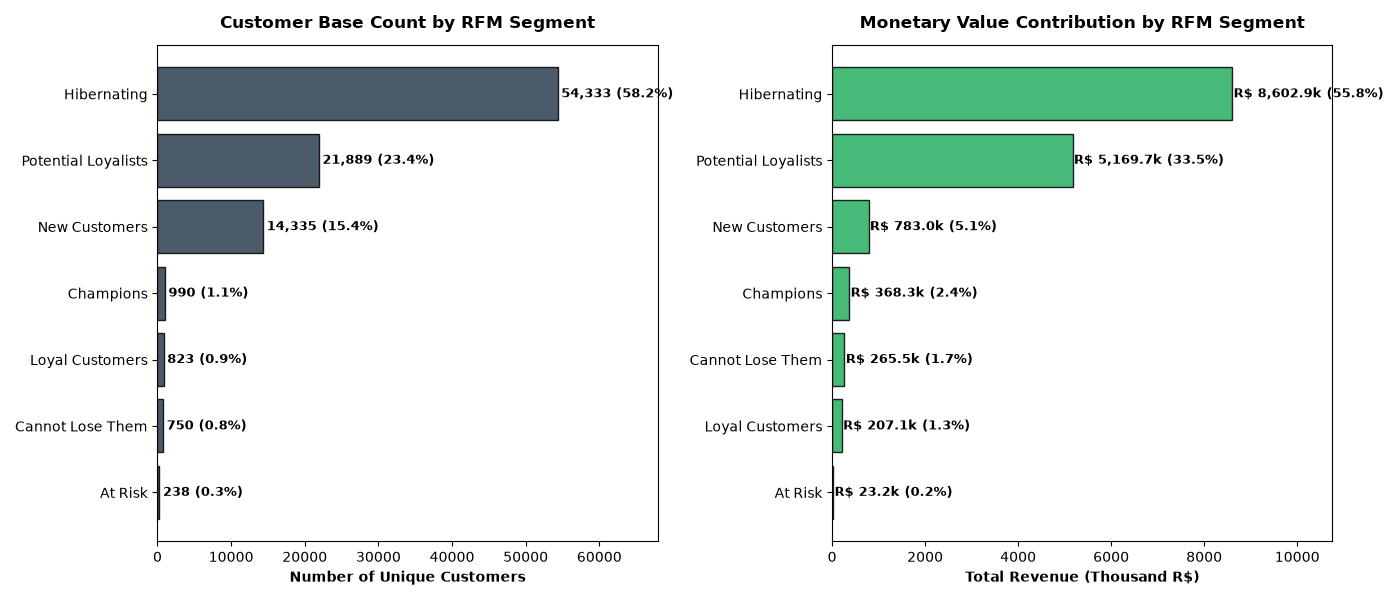 Customer Base Count by RFM Segment
Hibernating
54,333 (58.2%)
Potential Loyalists
21,889 (23.4%)
New Customers
14,335 (15.4%)
Champions
990 (1.1%)
Loyal Customers
823 (0.9%)
Cannot Lose Them
750 (0.8%)
At Risk
238 (0.3%)
0 10000 20000 30000 40000 50000 60000
Number of Unique Customers
Monetary Value Contribution by RFM Segment
Hibernating
R$ 8,602.9k (55.8%)
Potential Loyalists
R$ 5,169.7k (33.5%)
New Customers
R$ 783.0k (5.1%)
Champions
R$ 368.3k (2.4%)
Cannot Lose Them
R$ 265.5k (1.7%)
Loyal Customers
R$ 207.1k (1.3%)
At Risk
R$ 23.2k (0.2%)
0 2000 4000 6000 8000 10000
Total Revenue (Thousand R$)